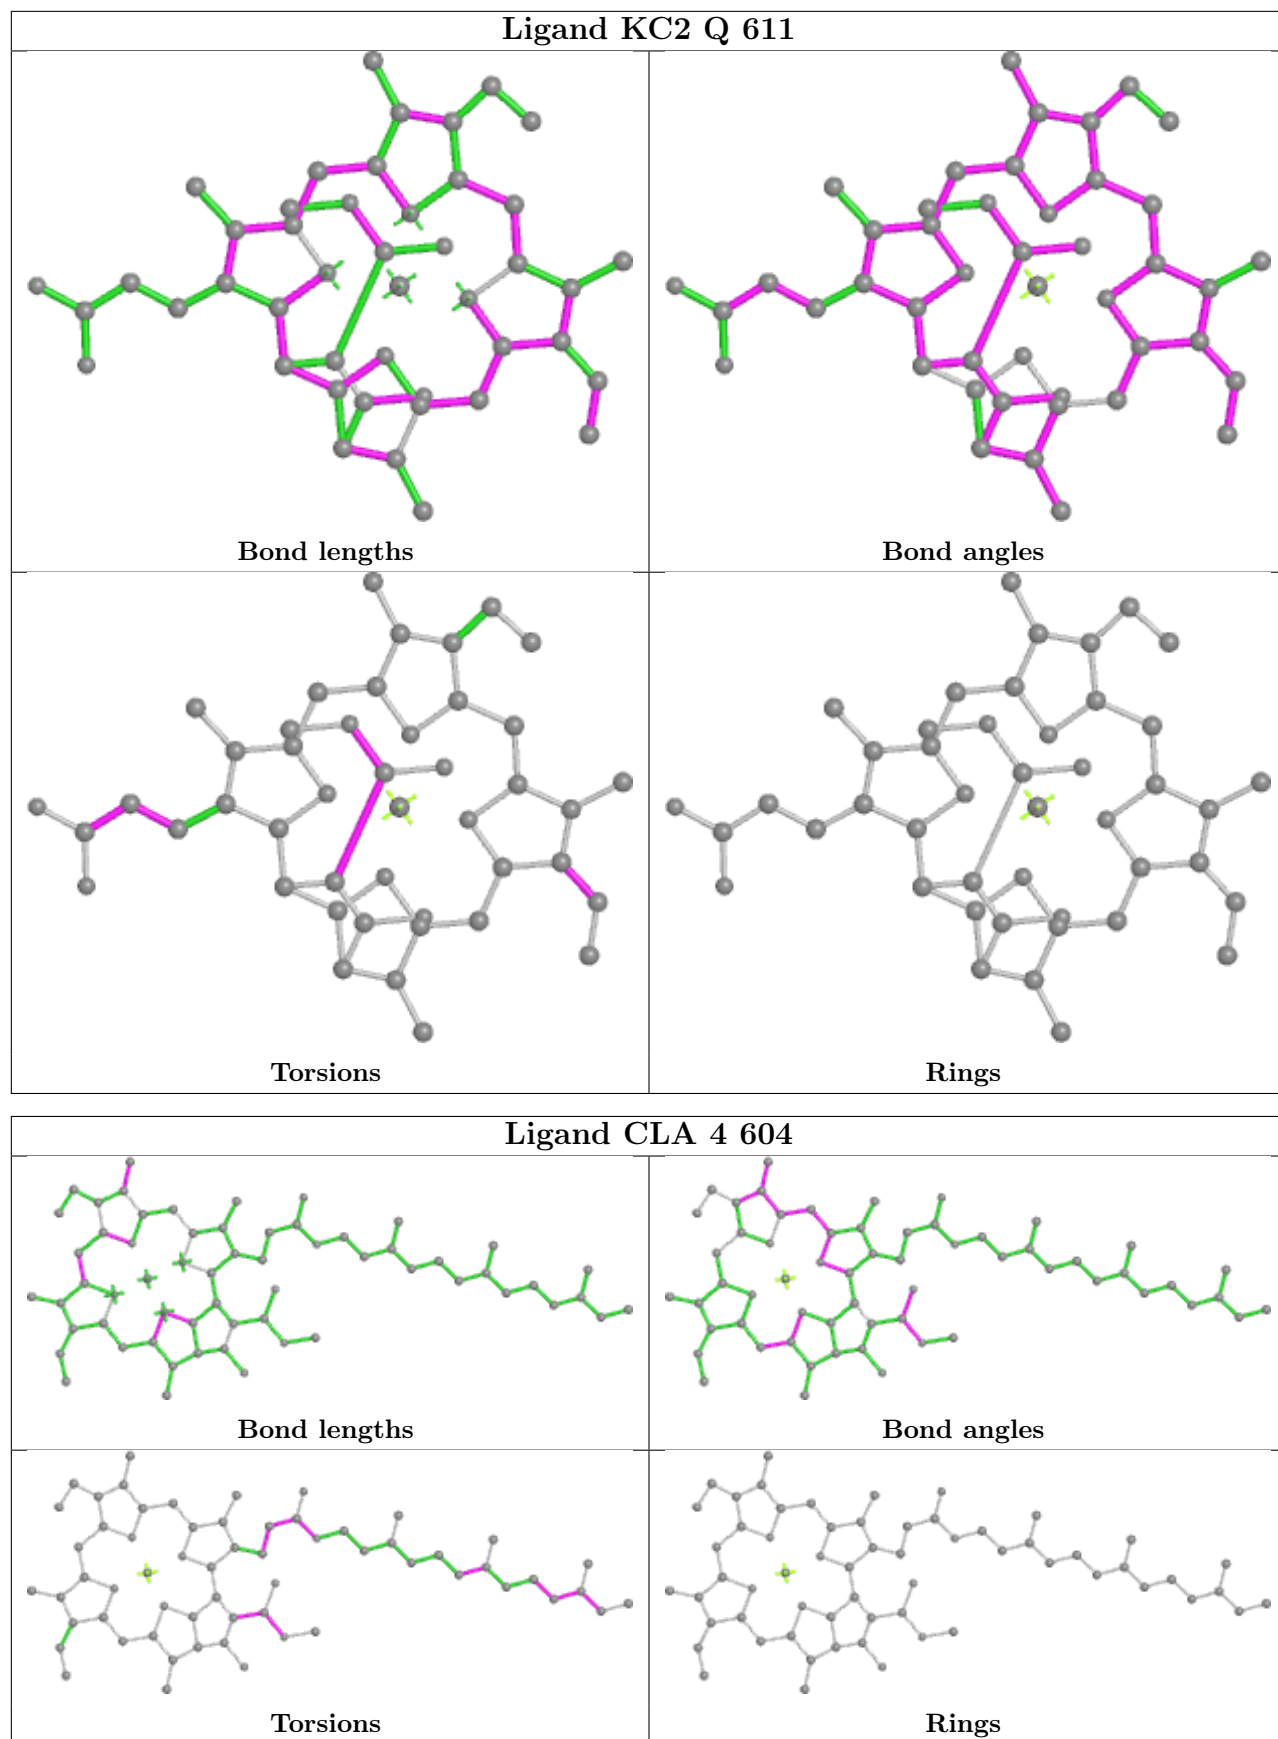 Ligand KC2 Q 611
Bond lengths
Bond angles
Torsions
Rings
Ligand CLA 4 604
Bond lengths
Bond angles
Torsions
Rings